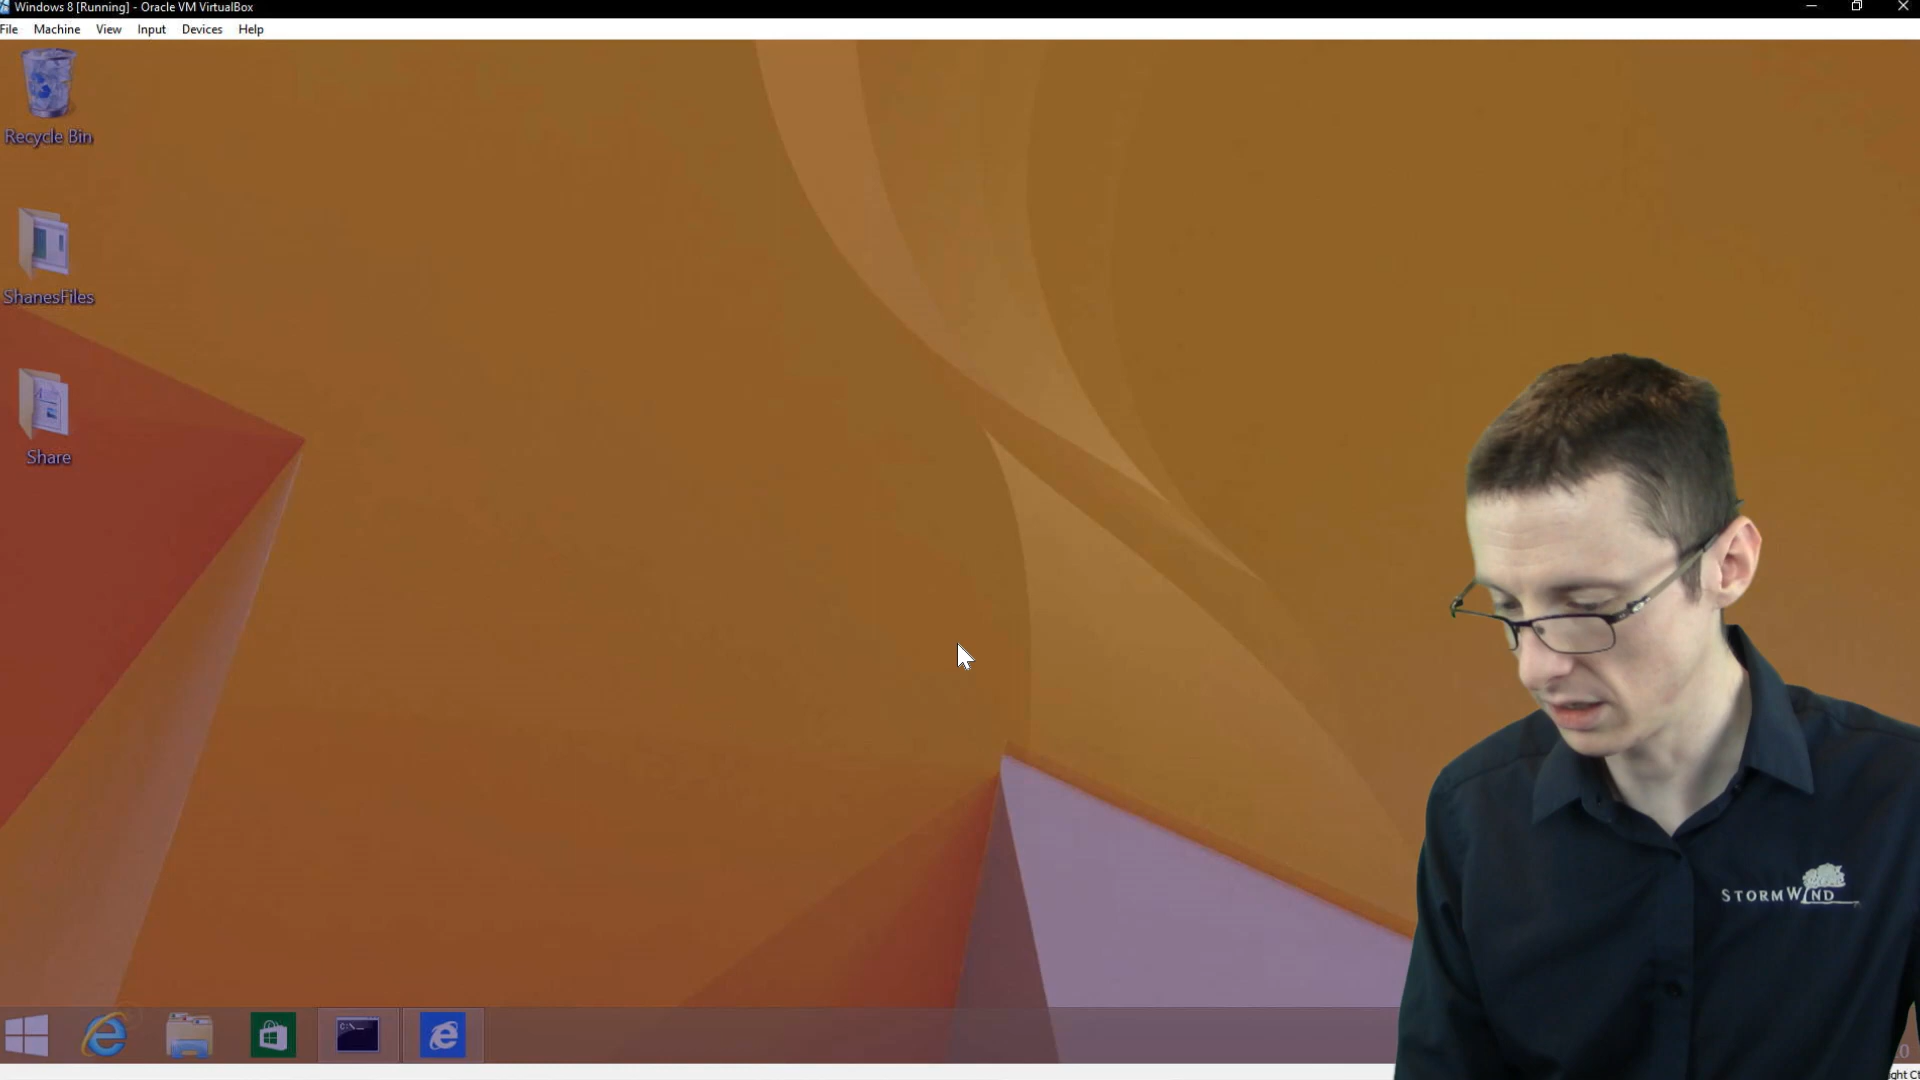 Windows 8 [Running] - Oracle VM VirtualBox
File Machine View Input Devices Help
Recycle Bin
ShanesFiles
Share
C:\_
STORMWIND